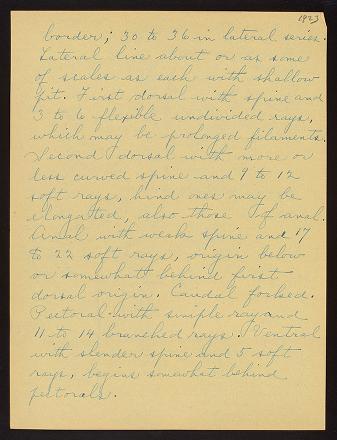 1923
border; 30 to 36 in lateral series.
Lateral line about or as some
of scales as each with shallow
pit. First dorsal with spine and
3 to 6 flexible undivided rays,
which may be prolonged filaments.
Second dorsal with more or
less curved spine and 9 to 12
soft rays, hind ones may be
elongated, also those of anal.
Anal with weak spine and 17
to 22 soft rays, origin below
or somewhat behind first
dorsal origin. Caudal forked.
Pectoral with simple ray and
11 to 14 branched rays. Ventral
with slender spine and 5 soft
rays, begins somewhat behind
pectorals.